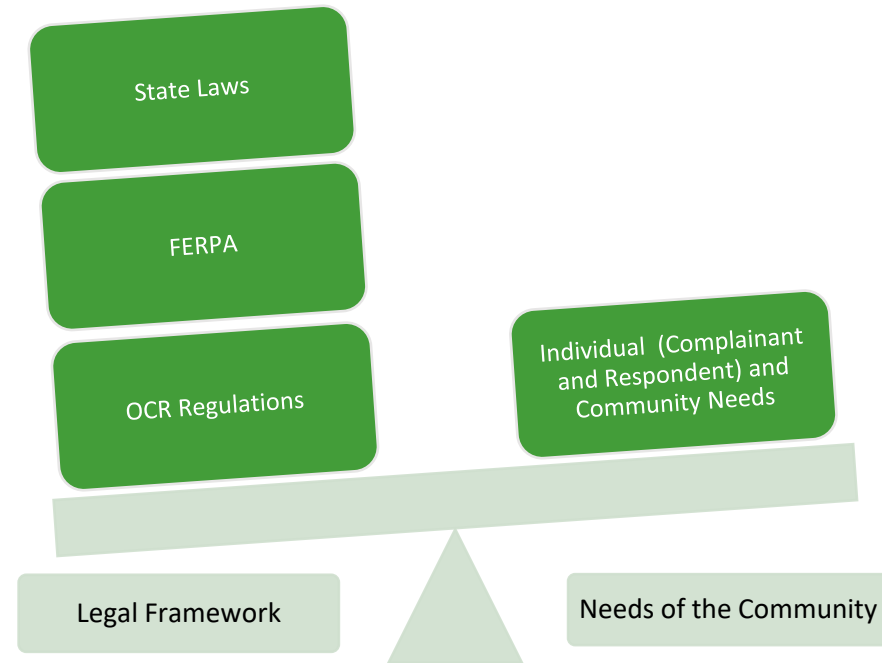 State Laws
FERPA
OCR Regulations
Individual (Complainant
and Respondent) and
Community Needs
Legal Framework
Needs of the Community